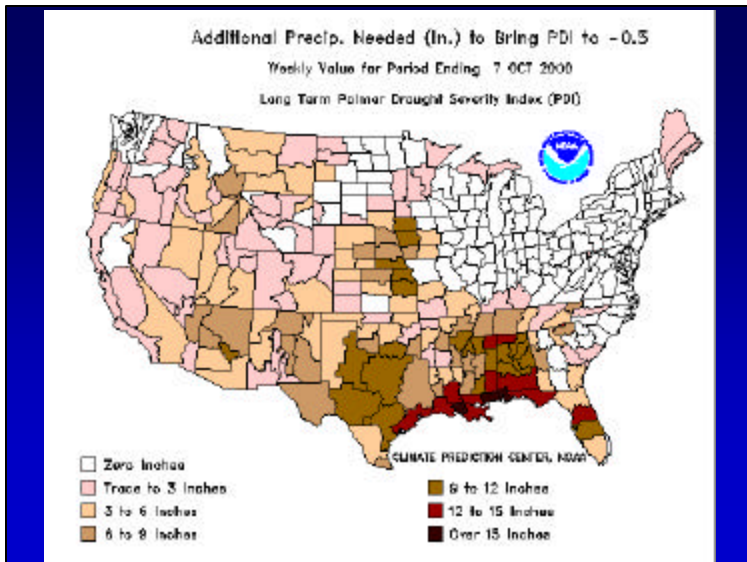 Additional Precip. Needed (In.) to Bring PDI to -0.5
Weekly Value for Period Ending 7 OCT 2000
Long Term Palmer Drought Severity Index (PDI)
NOAA
CLIMATE PREDICTION CENTER, NOAA
Zero Inches
Trace to 3 Inches
3 to 6 Inches
6 to 9 Inches
9 to 12 Inches
12 to 15 Inches
Over 15 Inches